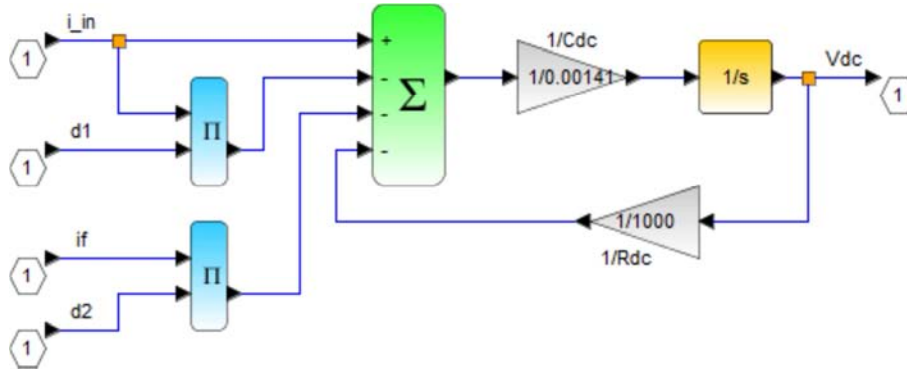 i_in
1
d1
1
Π
if
1
d2
1
Π
+
-
-
-
Σ
1/Cdc
1/0.00141
1/s
Vdc
1
1/1000
1/Rdc